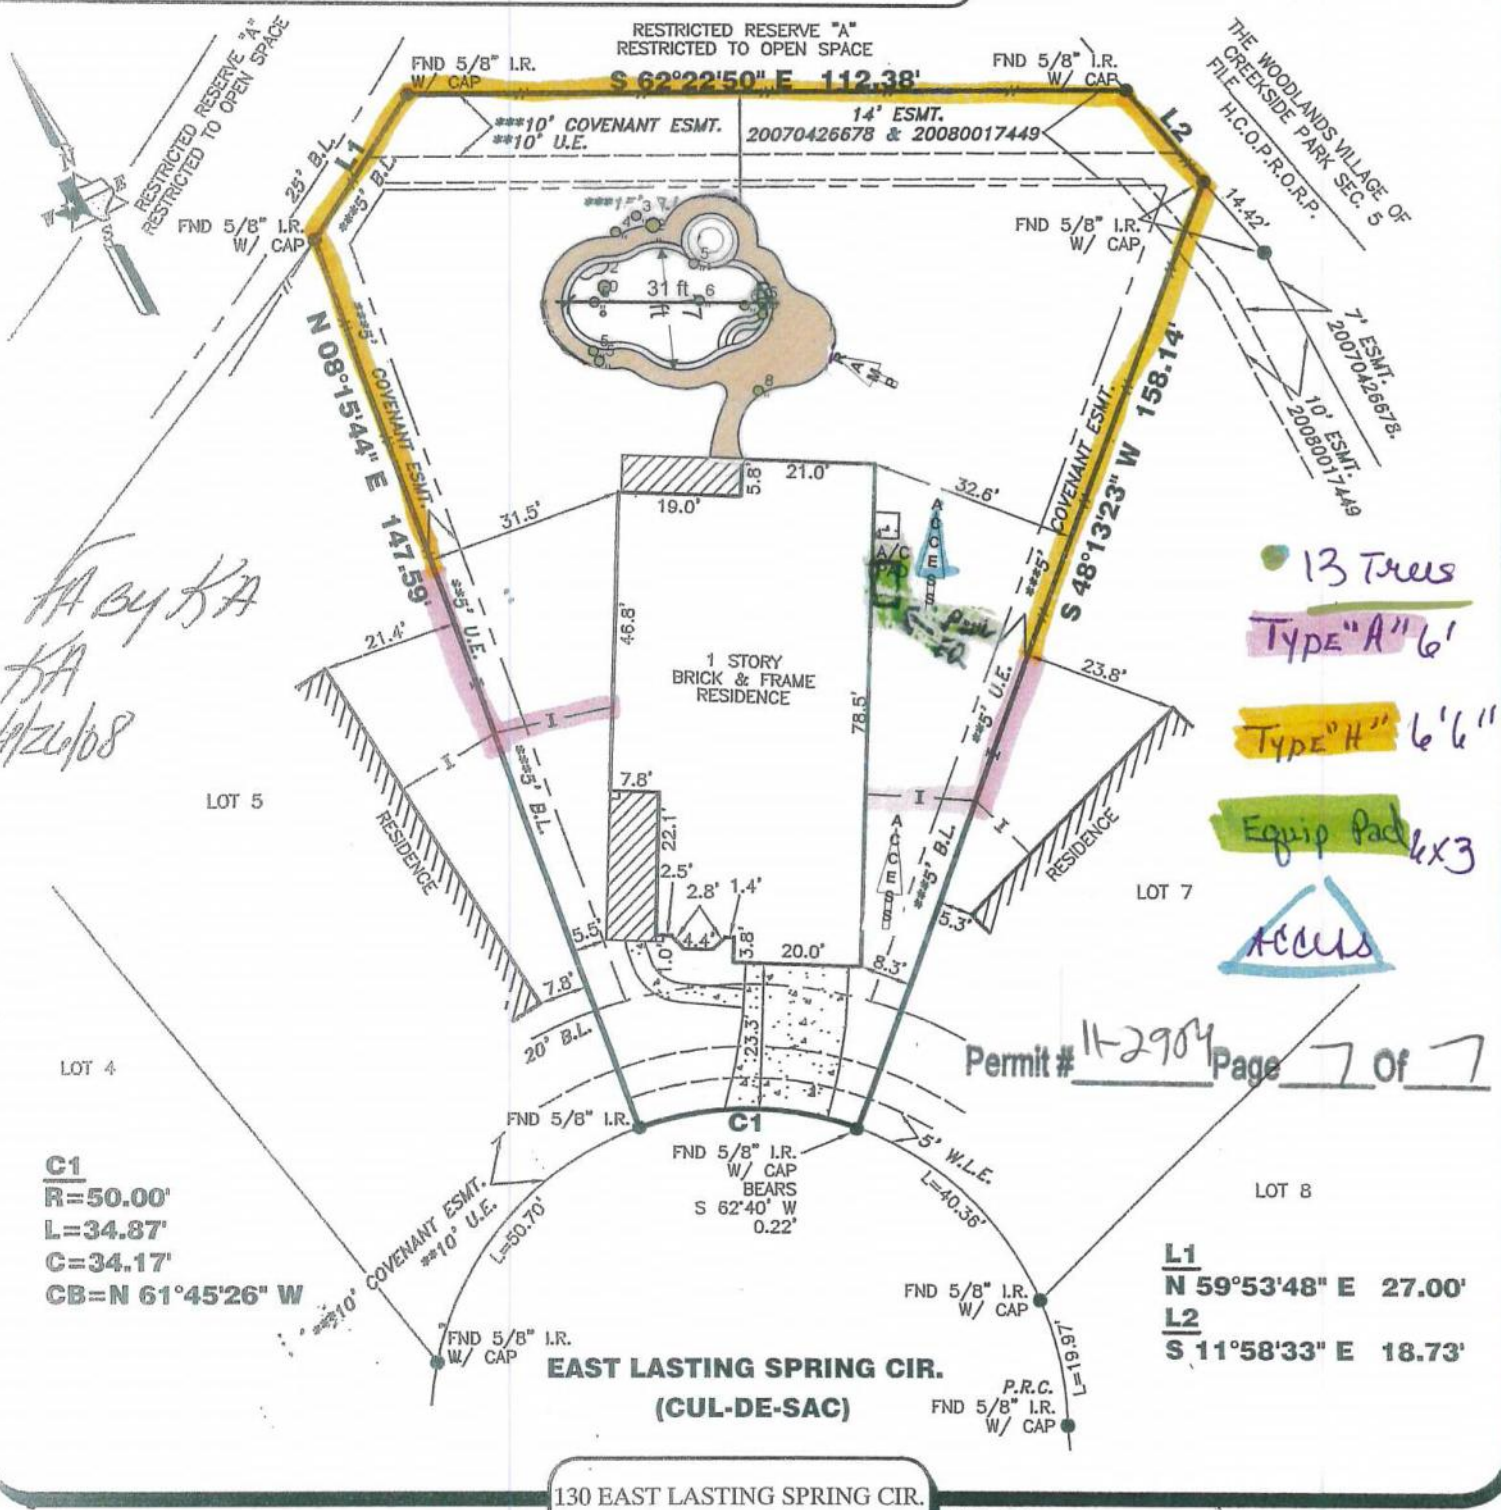 RESTRICTED RESERVE "A"
RESTRICTED TO OPEN SPACE
RESTRICTED RESERVE "A"
RESTRICTED TO OPEN SPACE
THE WOODLANDS VILLAGE OF
CREEKSIDE PARK SEC. 5
FILE H.C.O.P.R.O.R.P.
FND 5/8" I.R.
W/ CAP
S 62°22'50" E 112.38'
FND 5/8" I.R.
W/ CAP
L1
L2
25' B.L.
***5' B.L.
***10' COVENANT ESMT.
**10' U.E.
14' ESMT.
20070426678 & 20080017449
FND 5/8" I.R.
W/ CAP
FND 5/8" I.R.
W/ CAP
14.42'
7' ESMT.
20070426678.
10' ESMT.
20080017449
31 ft
N 08°15'44" E 147.59'
***5'
COVENANT ESMT.
S 48°13'23" W 158.14'
COVENANT ESMT.
***5'
31.5'
19.0'
5.8'
21.0'
32.6'
A/C
ACCESS
EQ
**5' U.E.
**5' U.E.
21.4'
46.8'
1 STORY
BRICK & FRAME
RESIDENCE
78.5'
23.8'
13 Trees
Type "A" 6'
Type "H" 6'6"
Equip Pad 6x3
ACCESS
FA By KA
KA
LOT 5
RESIDENCE
***5' B.L.
7.8'
22.1'
2.5'
2.8'
1.4'
4.4'
3.8'
1.0'
20.0'
I
I
I
I
ACCESS
***5' B.L.
RESIDENCE
LOT 7
5.5'
7.8'
8.3'
5.3'
20' B.L.
23.3'
LOT 4
Permit # 11-2904 Page 7 Of 7
FND 5/8" I.R.
C1
FND 5/8" I.R.
W/ CAP
BEARS
S 62°40' W
0.22'
5' W.L.E.
L=40.36'
LOT 8
C1
R=50.00'
L=34.87'
C=34.17'
CB=N 61°45'26" W
***10' COVENANT ESMT.
**10' U.E.
L=50.70'
FND 5/8" I.R.
W/ CAP
FND 5/8" I.R.
W/ CAP
L=19.97'
L1
N 59°53'48" E 27.00'
L2
S 11°58'33" E 18.73'
EAST LASTING SPRING CIR.
(CUL-DE-SAC)
P.R.C.
FND 5/8" I.R.
W/ CAP
130 EAST LASTING SPRING CIR.